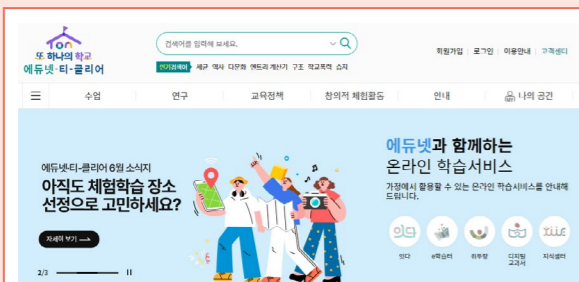 Ton
또 하나의 학교
에듀넷·티-클리어
검색어를 입력해 보세요.
회원가입 로그인 이용안내 고객센터
인기검색어 세균 역사 다문화 엔트리 계산기 구조 학교폭력 습지
수업 연구 교육정책 창의적 체험활동 안내 나의 공간
에듀넷·티-클리어 6월 소식지
아직도 체험학습 장소
선정으로 고민하세요?
자세히 보기
2/3
에듀넷과 함께하는
온라인 학습서비스
가정에서 활용할 수 있는 온라인 학습서비스를 안내해
드립니다.
잇다
잇다 e학습터 위두랑 디지털 지식샘터
교과서